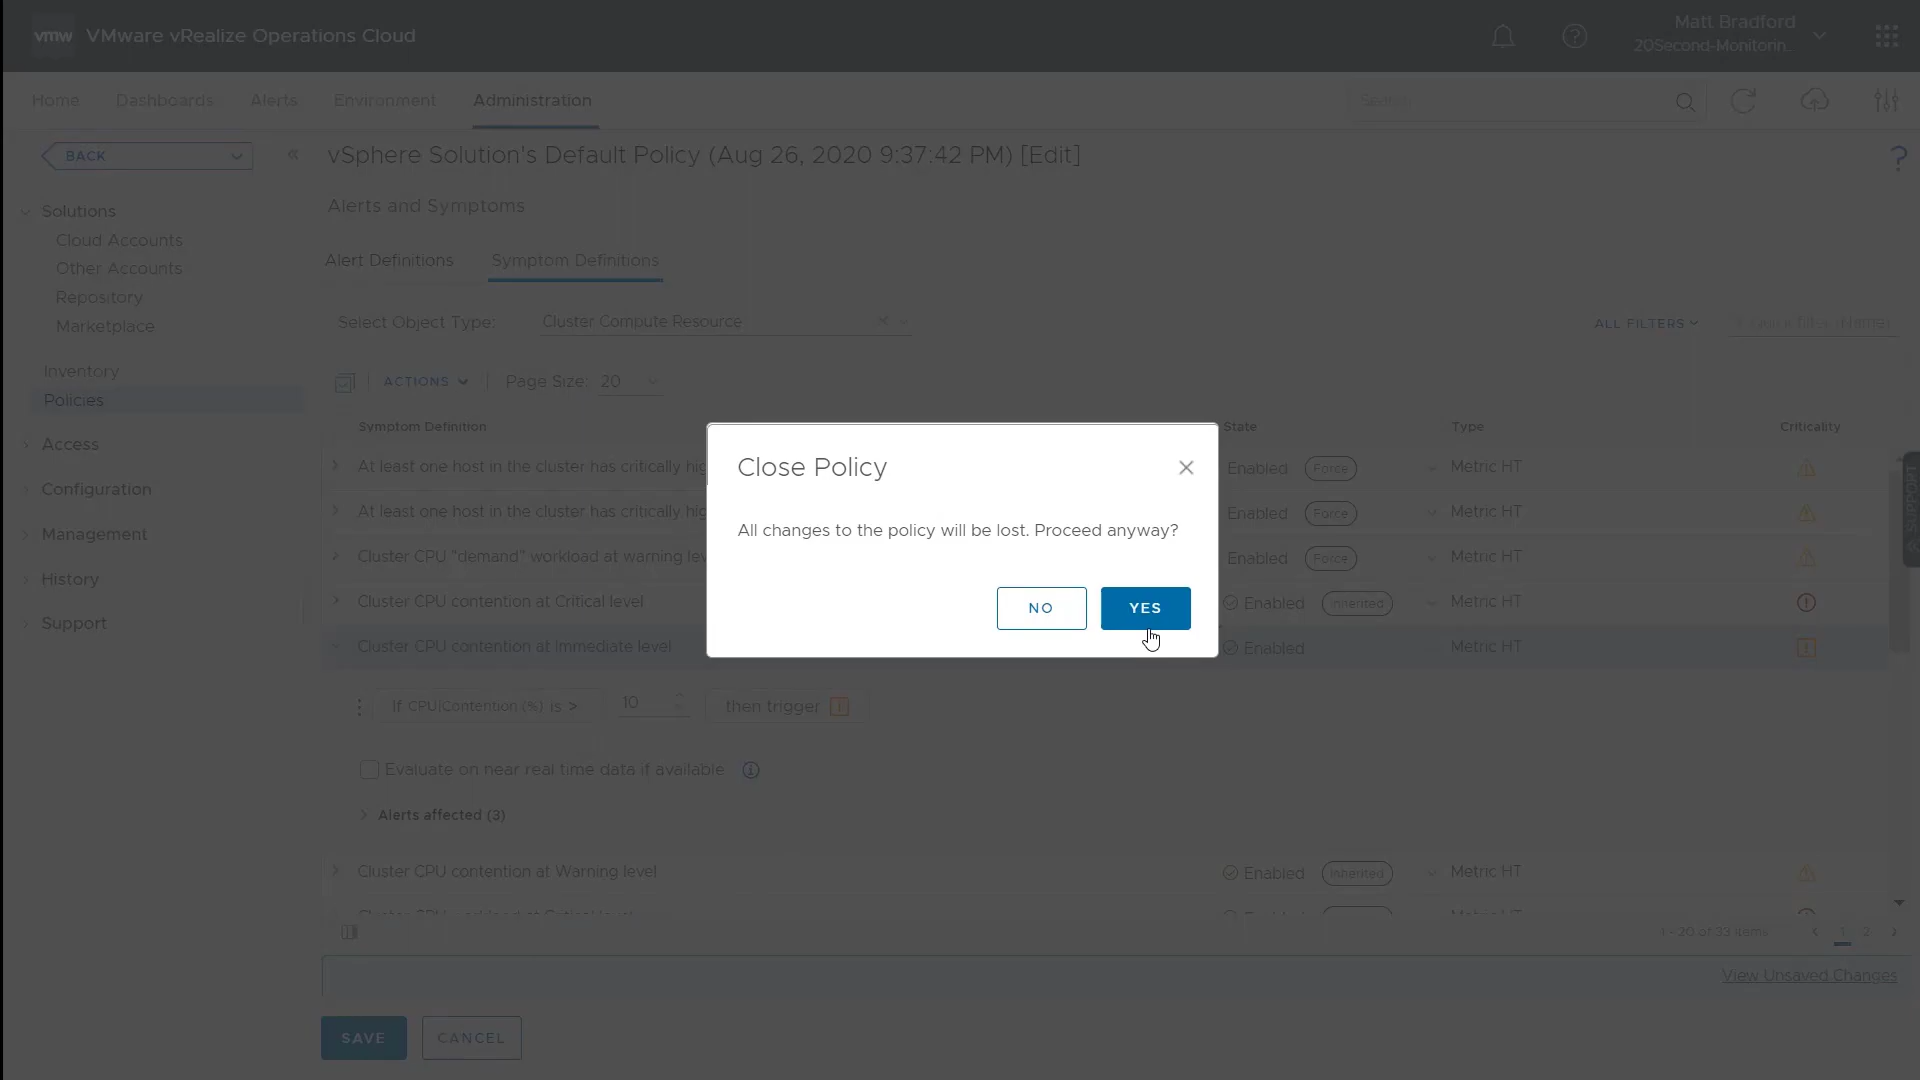 vmw VMware vRealize Operations Cloud
Matt Bradford
20Second-Monitorin...
Home Dashboards Alerts Environment Administration
Search
BACK
vSphere Solution's Default Policy (Aug 26, 2020 9:37:42 PM) [Edit]
?
Solutions
Cloud Accounts
Other Accounts
Repository
Marketplace
Inventory
Policies
Access
Configuration
Management
History
Support
Alerts and Symptoms
Alert Definitions Symptom Definitions
Select Object Type: Cluster Compute Resource
ALL FILTERS
Quick filter (Name)
ACTIONS Page Size: 20
Symptom Definition State Type Criticality
At least one host in the cluster has critically hig Enabled Force Metric HT
At least one host in the cluster has critically hig Enabled Force Metric HT
Cluster CPU "demand" workload at warning lev Enabled Force Metric HT
Cluster CPU contention at Critical level Enabled Inherited Metric HT
Cluster CPU contention at Immediate level Enabled Metric HT
If CPU|Contention (%) is > 10 then trigger
Evaluate on near real time data if available
Alerts affected (3)
Cluster CPU contention at Warning level Enabled Inherited Metric HT
1 - 20 of 33 items 1 2
View Unsaved Changes
SAVE CANCEL
SUPPORT
Close Policy
All changes to the policy will be lost. Proceed anyway?
NO YES